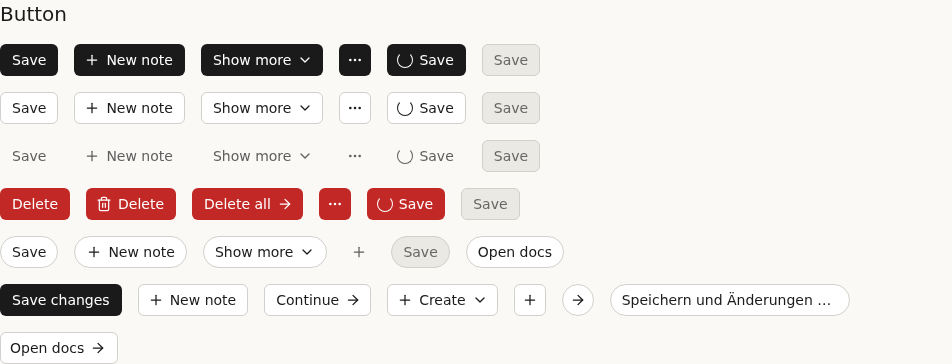 Button
Save New note Show more ... Save Save
Save New note Show more ... Save Save
Save New note Show more ... Save Save
Delete Delete Delete all ... Save Save
Save New note Show more Save Open docs
Save changes New note Continue Create Speichern und Änderungen ...
Open docs